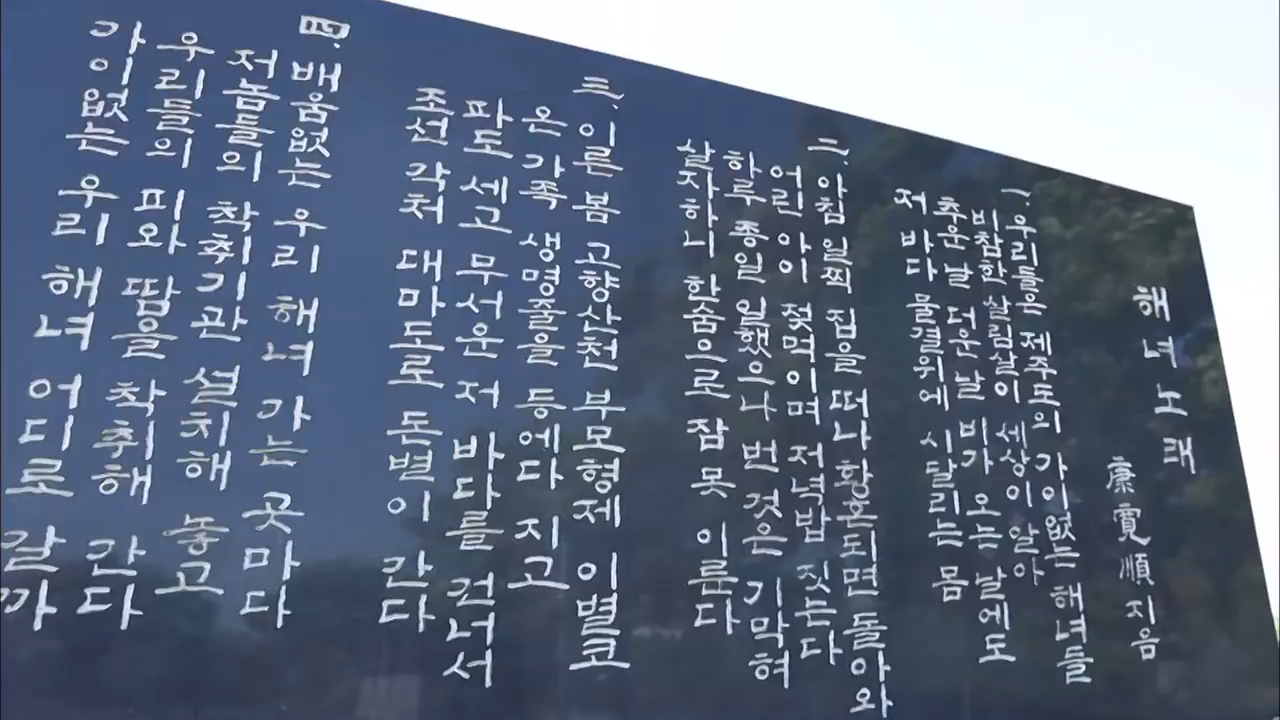 해녀노래
康寬順 지음
一. 우리들은 제주도의 가이없는 해녀들
비참한 살림살이 세상이 알아
추운 날 더운날 비가 오는 날에도
저 바다 물결위에 시달리는 몸
二. 아침 일찍 집을 떠나 황혼되면 돌아와
어린 아이 젖먹이며 저녁밥 짓는다
하루 종일 일했으나 번 것은 기막혀
살자하니 한숨으로 잠 못 이룬다
三. 이른 봄 고향산천 부모형제 이별코
온 가족 생명줄을 등에다 지고
파도 세고 무서운 저 바다를 건너서
조선 각처 대마도로 돈벌이 간다
四. 배움없는 우리 해녀 가는 곳마다
저놈들의 착취기관 설치해 놓고
우리들의 피와 땀을 착취해 간다
가이없는 우리 해녀 어디로 갈까